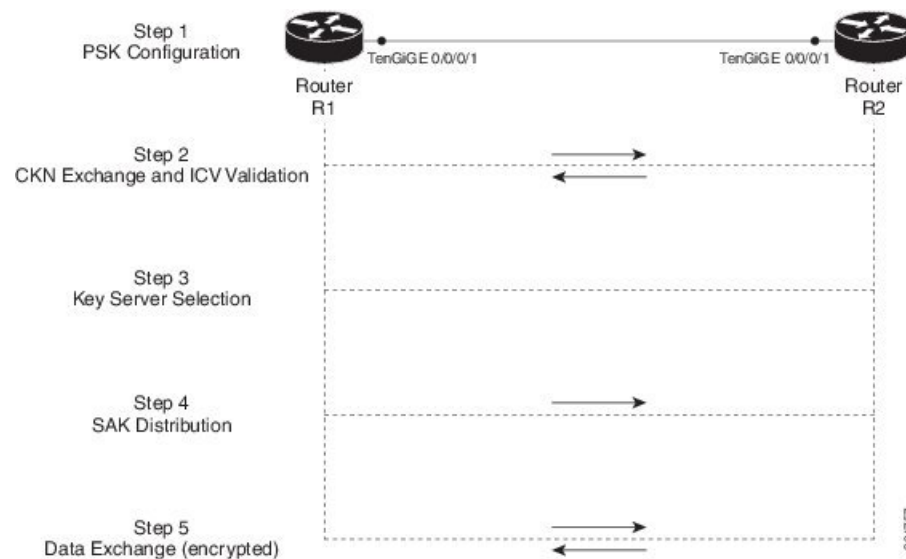 Step 1
PSK Configuration
TenGiGE 0/0/0/1
TenGiGE 0/0/0/1
Router
R1
Router
R2
Step 2
CKN Exchange and ICV Validation
Step 3
Key Server Selection
Step 4
SAK Distribution
Step 5
Data Exchange (encrypted)